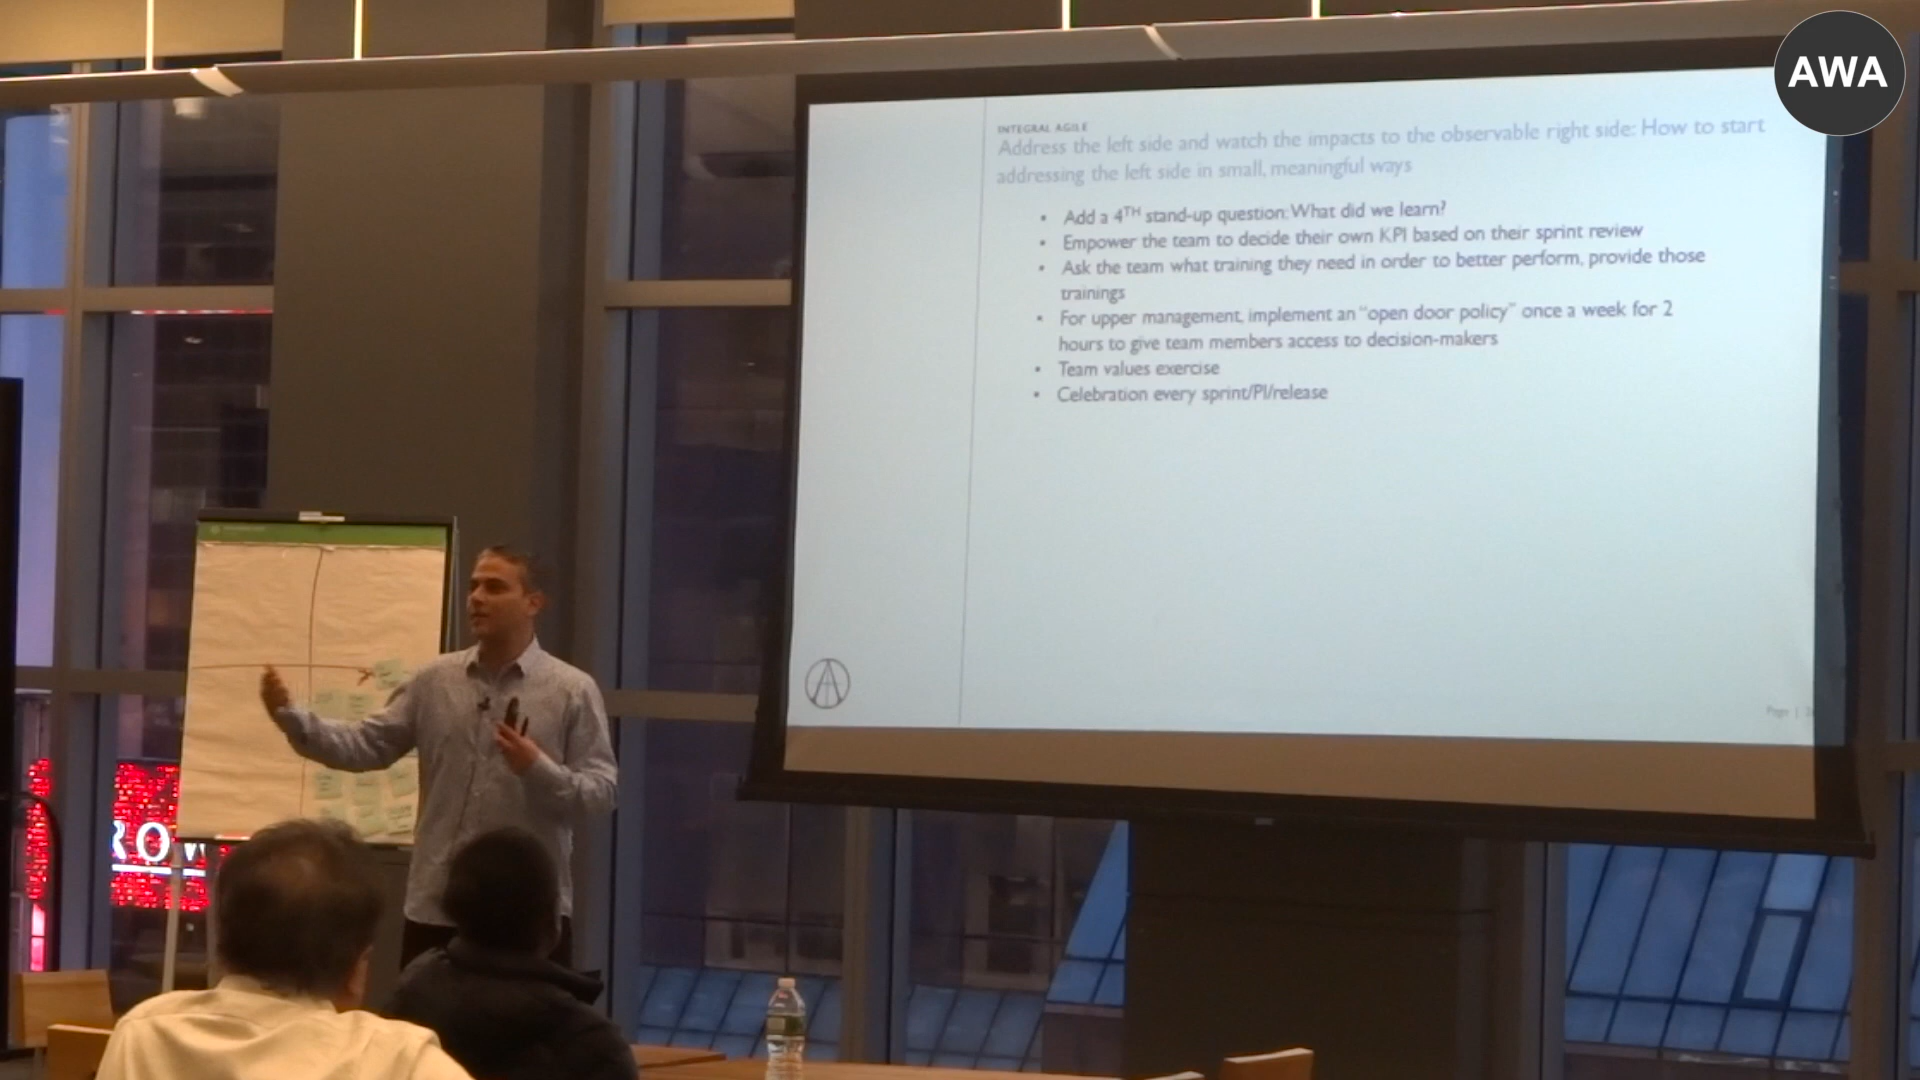 AWA
INTEGRAL AGILE
Address the left side and watch the impacts to the observable right side: How to start
addressing the left side in small, meaningful ways
• Add a 4TH stand-up question: What did we learn?
• Empower the team to decide their own KPI based on their sprint review
• Ask the team what training they need in order to better perform, provide those
trainings
• For upper management, implement an “open door policy” once a week for 2
hours to give team members access to decision-makers
• Team values exercise
• Celebration every sprint/PI/release
Page |
ROW